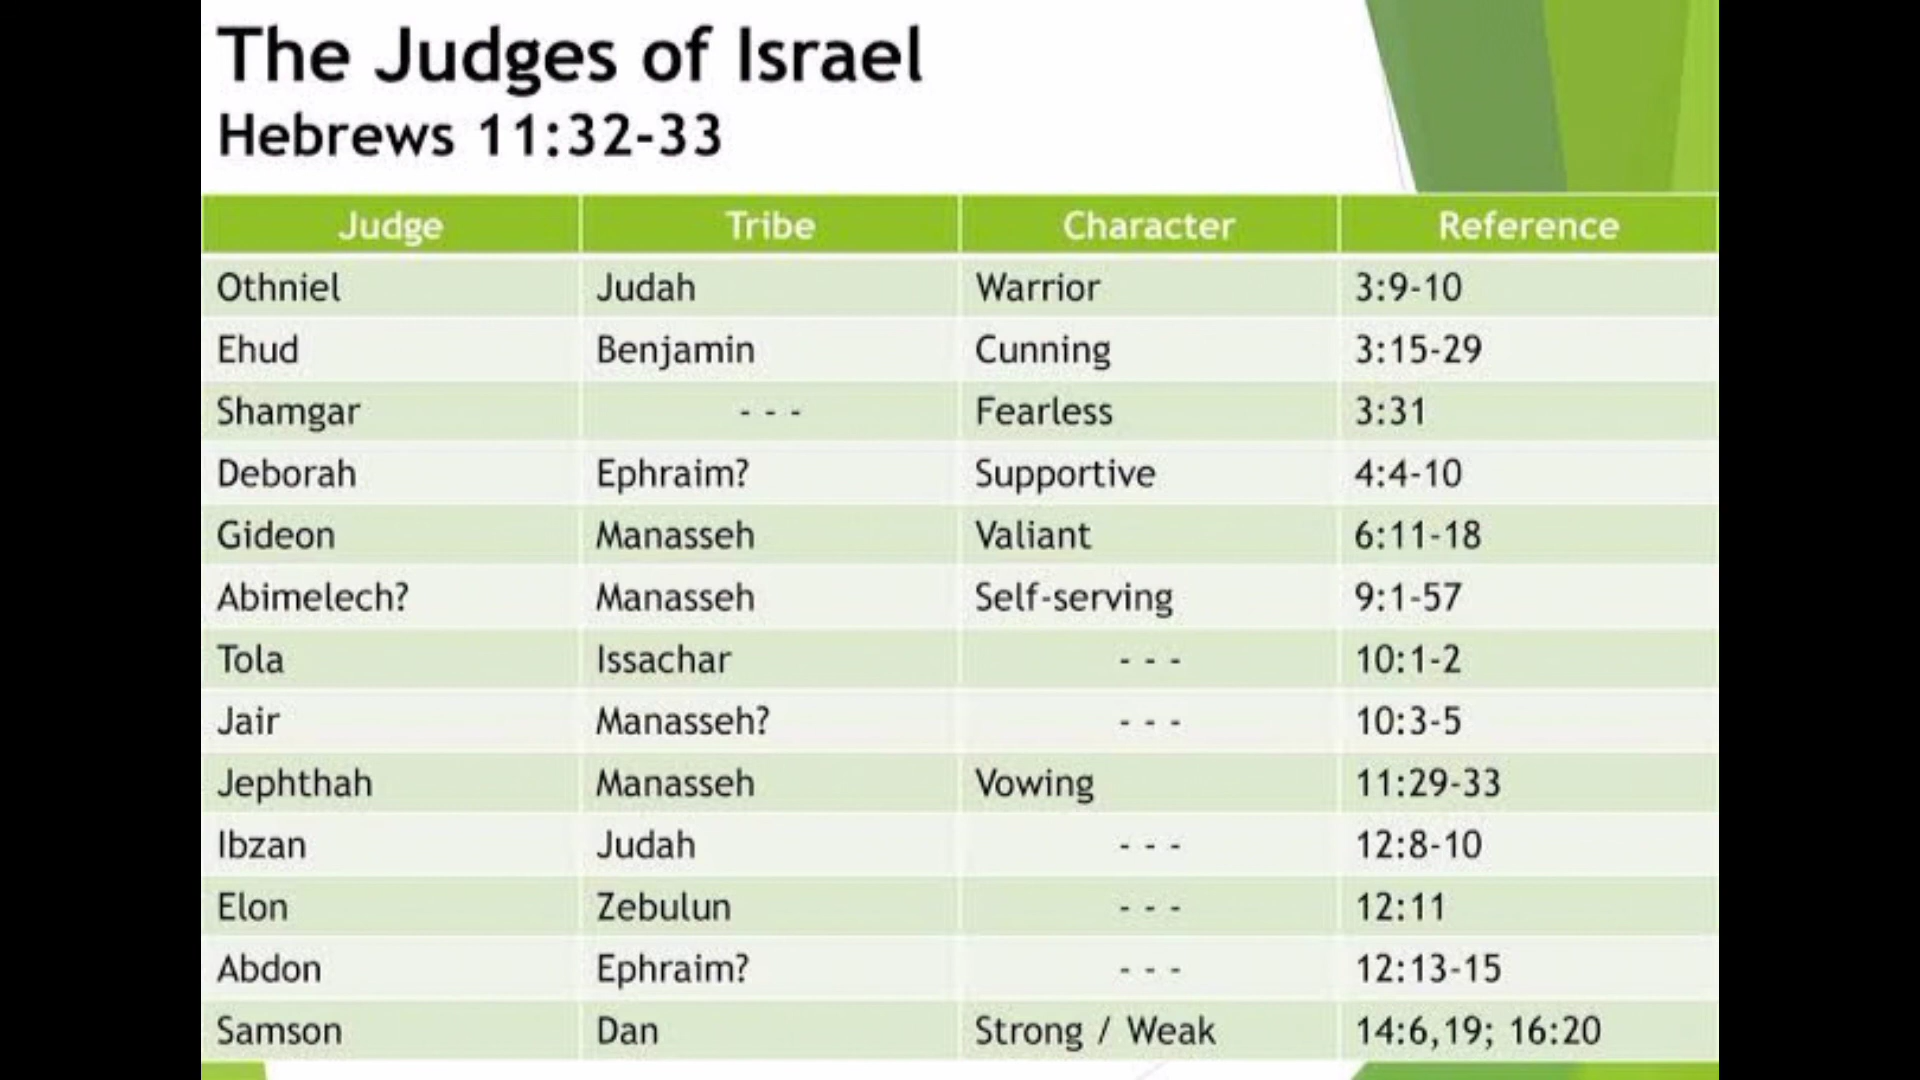 The Judges of Israel
Hebrews 11:32-33
Judge Tribe Character Reference
Othniel Judah Warrior 3:9-10
Ehud Benjamin Cunning 3:15-29
Shamgar - - - Fearless 3:31
Deborah Ephraim? Supportive 4:4-10
Gideon Manasseh Valiant 6:11-18
Abimelech? Manasseh Self-serving 9:1-57
Tola Issachar - - - 10:1-2
Jair Manasseh? - - - 10:3-5
Jephthah Manasseh Vowing 11:29-33
Ibzan Judah - - - 12:8-10
Elon Zebulun - - - 12:11
Abdon Ephraim? - - - 12:13-15
Samson Dan Strong / Weak 14:6,19; 16:20